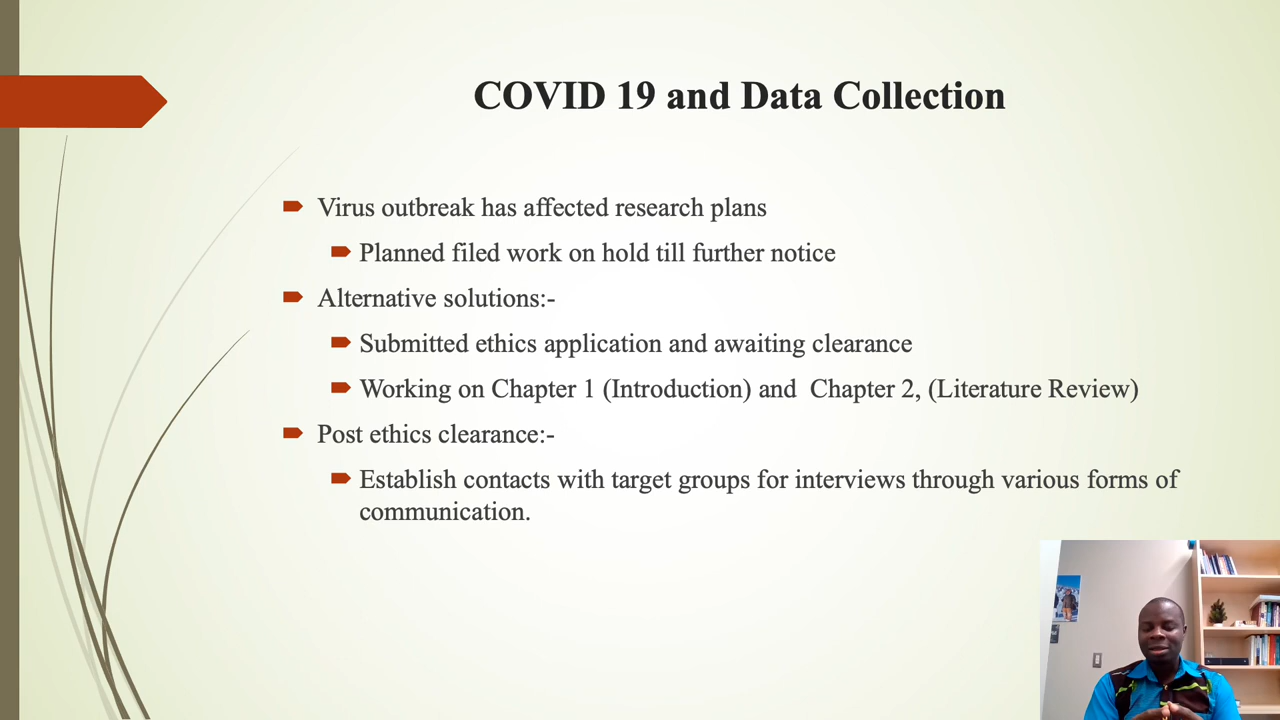 COVID 19 and Data Collection
Virus outbreak has affected research plans
Planned filed work on hold till further notice
Alternative solutions:-
Submitted ethics application and awaiting clearance
Working on Chapter 1 (Introduction) and  Chapter 2, (Literature Review)
Post ethics clearance:-
Establish contacts with target groups for interviews through various forms of
communication.